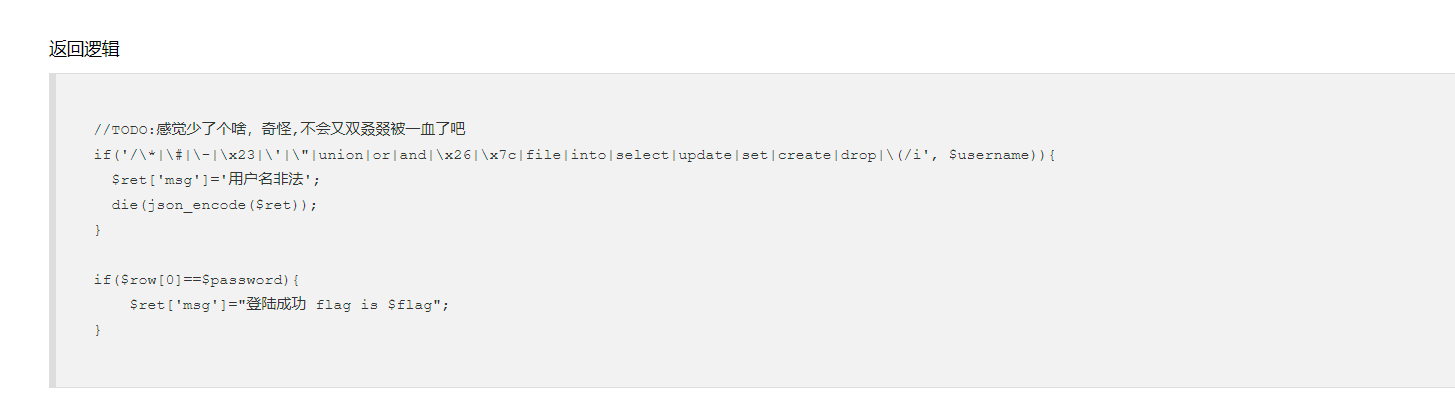 返回逻辑
//TODO:感觉少了个啥，奇怪,不会又双叒叕被一血了吧
if('/\*|\#|\-|\x23|\'|\"|union|or|and|\x26|\x7c|file|into|select|update|set|create|drop|\(/i', $username)){
$ret['msg']='用户名非法';
die(json_encode($ret));
}
if($row[0]==$password){
$ret['msg']="登陆成功 flag is $flag";
}